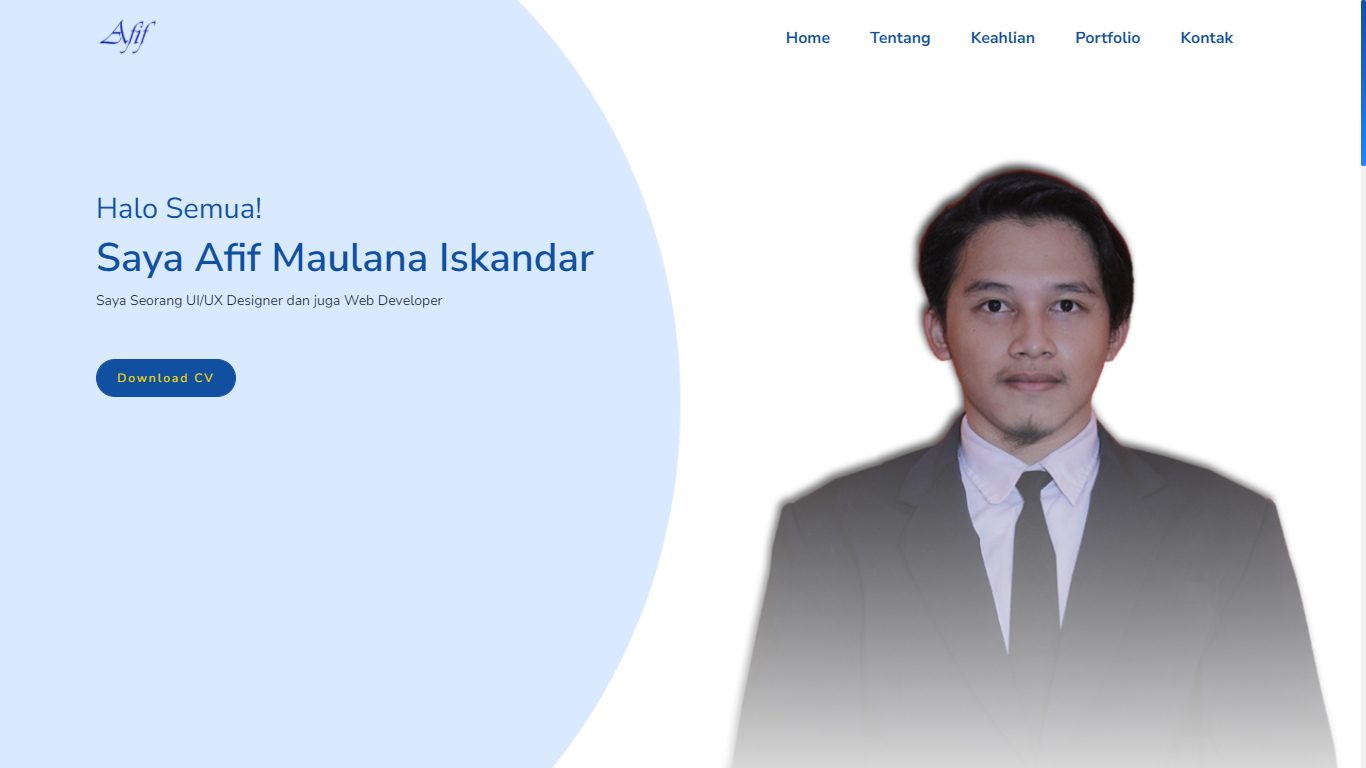 Afif
Home Tentang Keahlian Portfolio Kontak
Halo Semua!
Saya Afif Maulana Iskandar
Saya Seorang UI/UX Designer dan juga Web Developer
Download CV